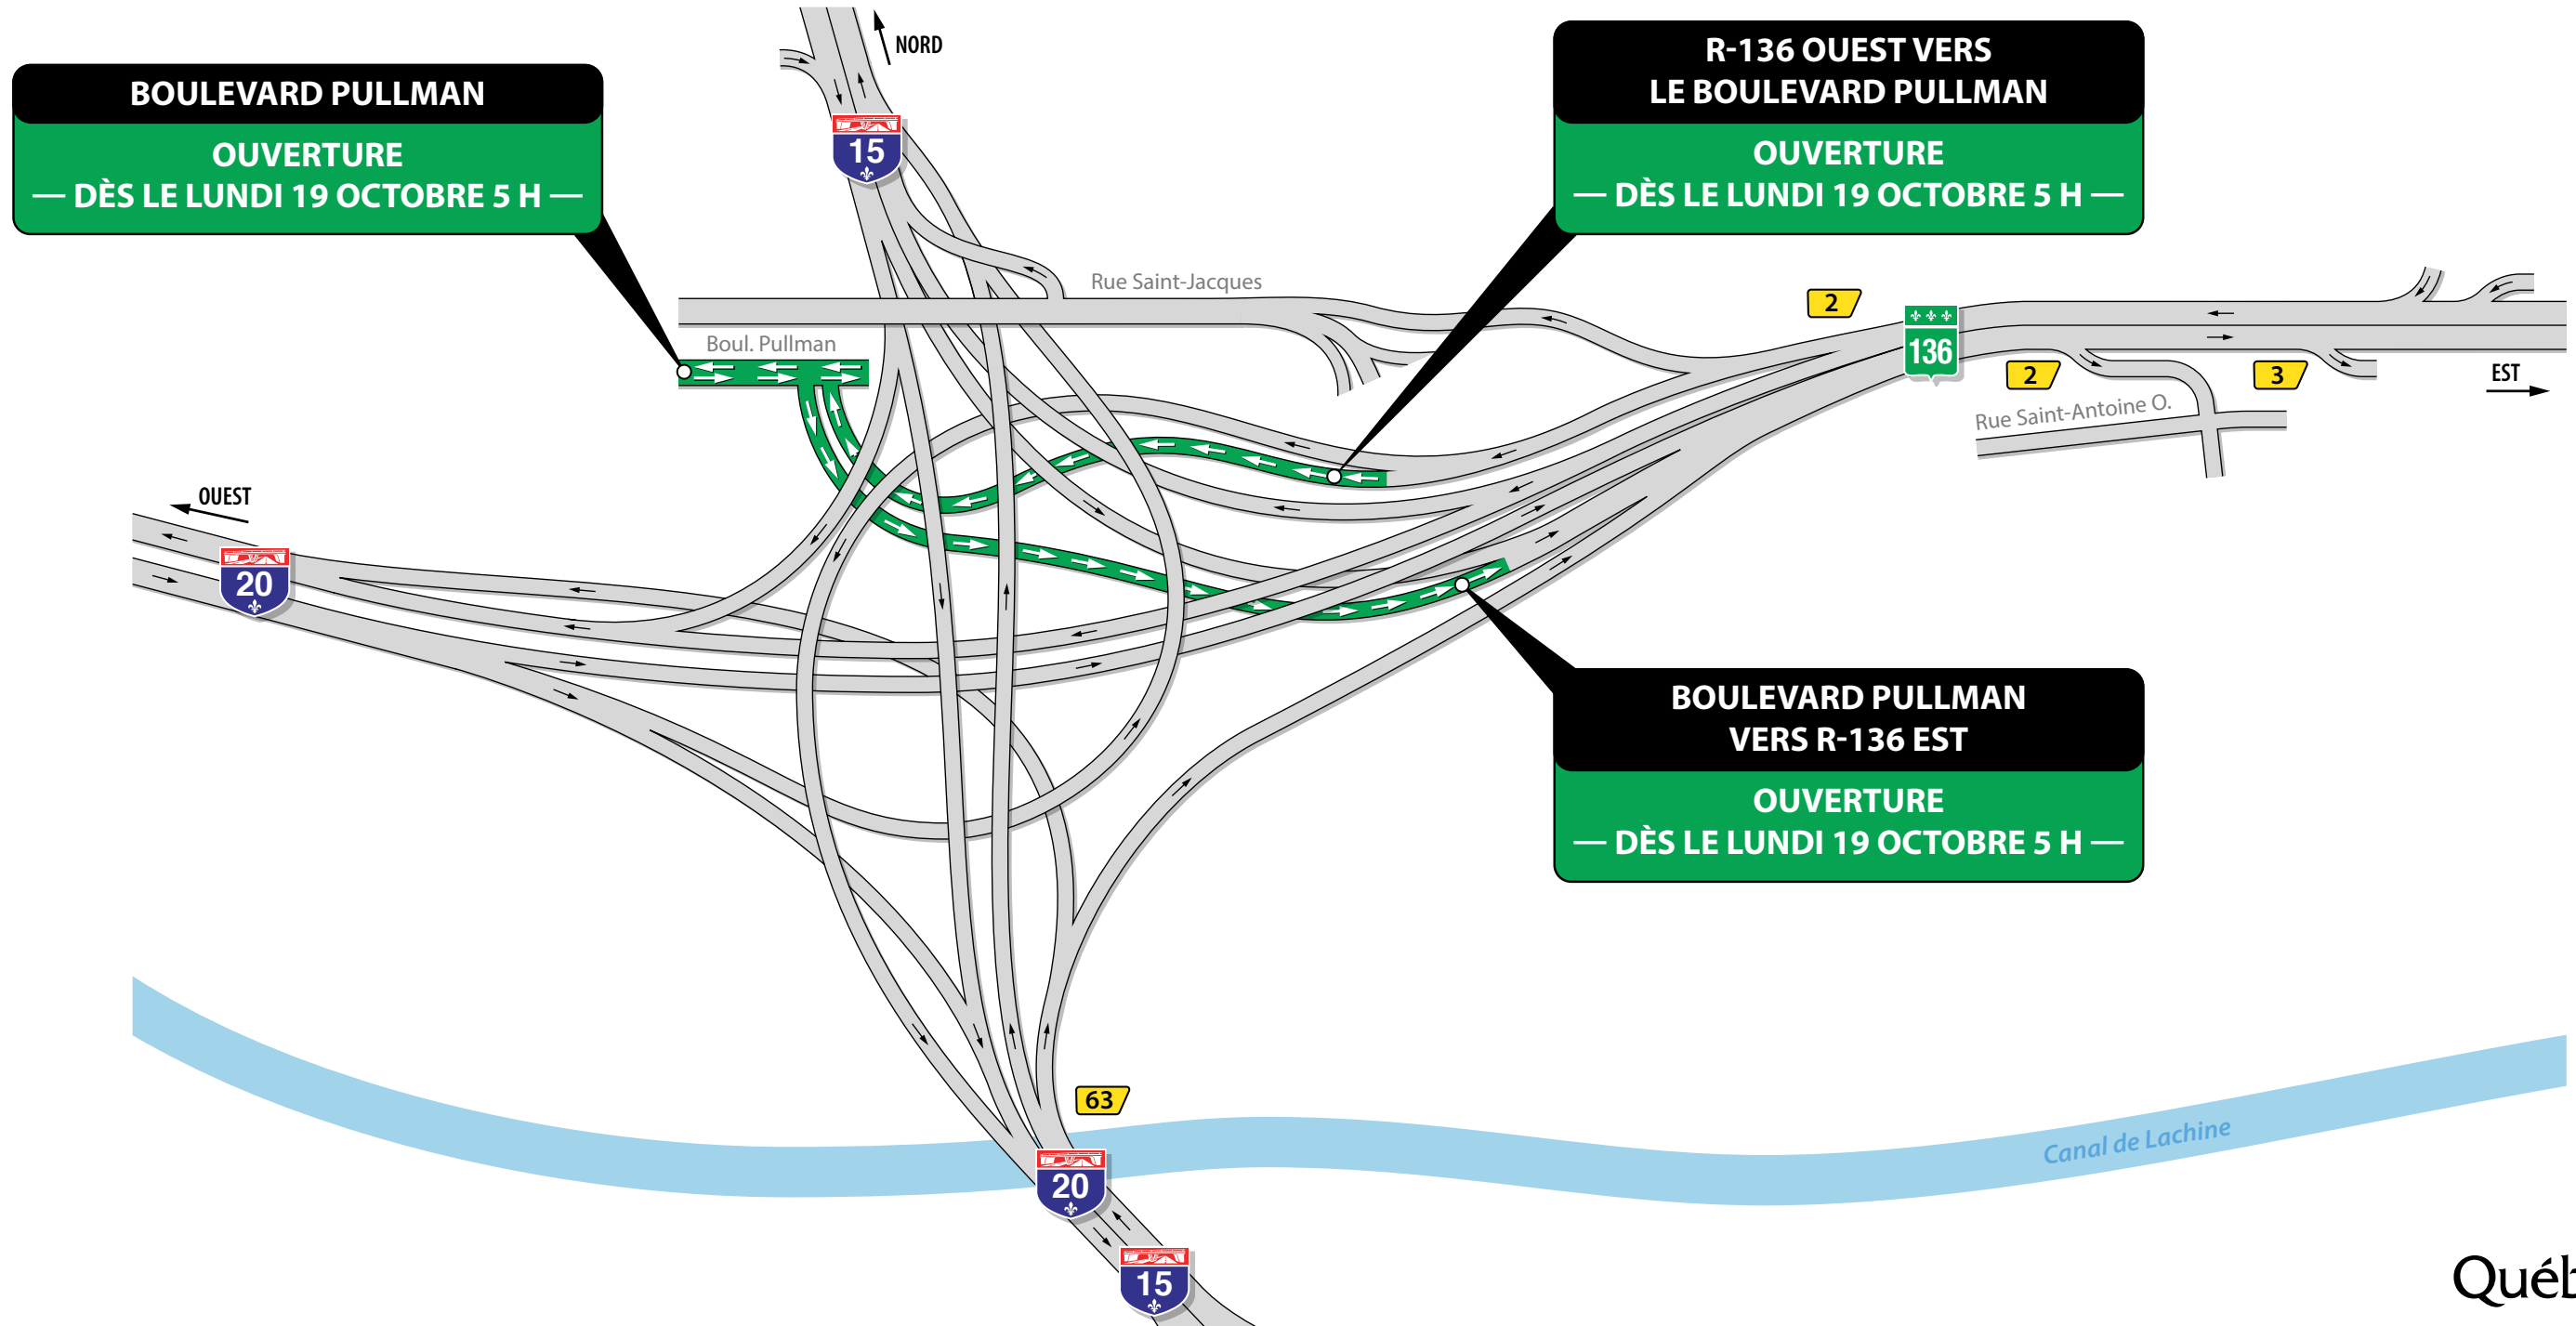 NORD
BOULEVARD PULLMAN
OUVERTURE
— DÈS LE LUNDI 19 OCTOBRE 5 H —
R-136 OUEST VERS
LE BOULEVARD PULLMAN
OUVERTURE
— DÈS LE LUNDI 19 OCTOBRE 5 H —
15
Rue Saint-Jacques
2
136
Boul. Pullman
2
3
EST
Rue Saint-Antoine O.
OUEST
20
BOULEVARD PULLMAN
VERS R-136 EST
OUVERTURE
— DÈS LE LUNDI 19 OCTOBRE 5 H —
63
Canal de Lachine
20
15
Québ